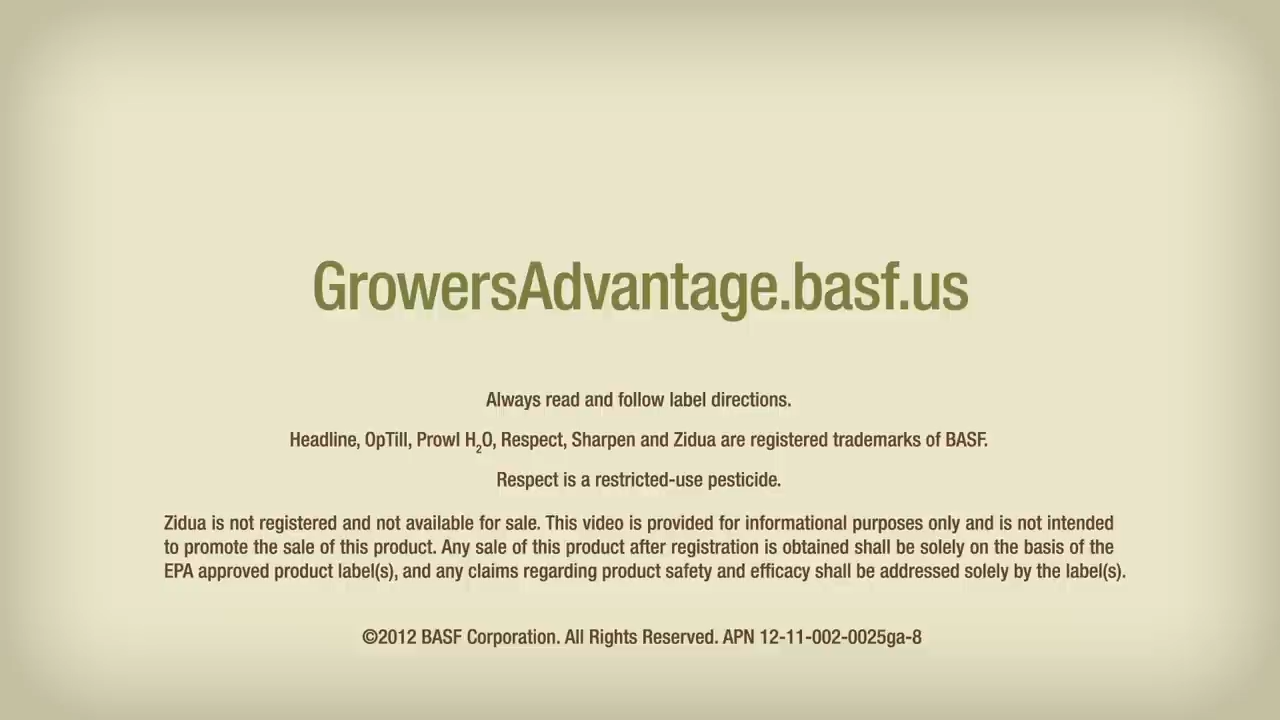 GrowersAdvantage.basf.us
Always read and follow label directions.
Headline, OpTill, Prowl H₂O, Respect, Sharpen and Zidua are registered trademarks of BASF.
Respect is a restricted-use pesticide.
Zidua is not registered and not available for sale. This video is provided for informational purposes only and is not intended
to promote the sale of this product. Any sale of this product after registration is obtained shall be solely on the basis of the
EPA approved product label(s), and any claims regarding product safety and efficacy shall be addressed solely by the label(s).
©2012 BASF Corporation. All Rights Reserved. APN 12-11-002-0025ga-8